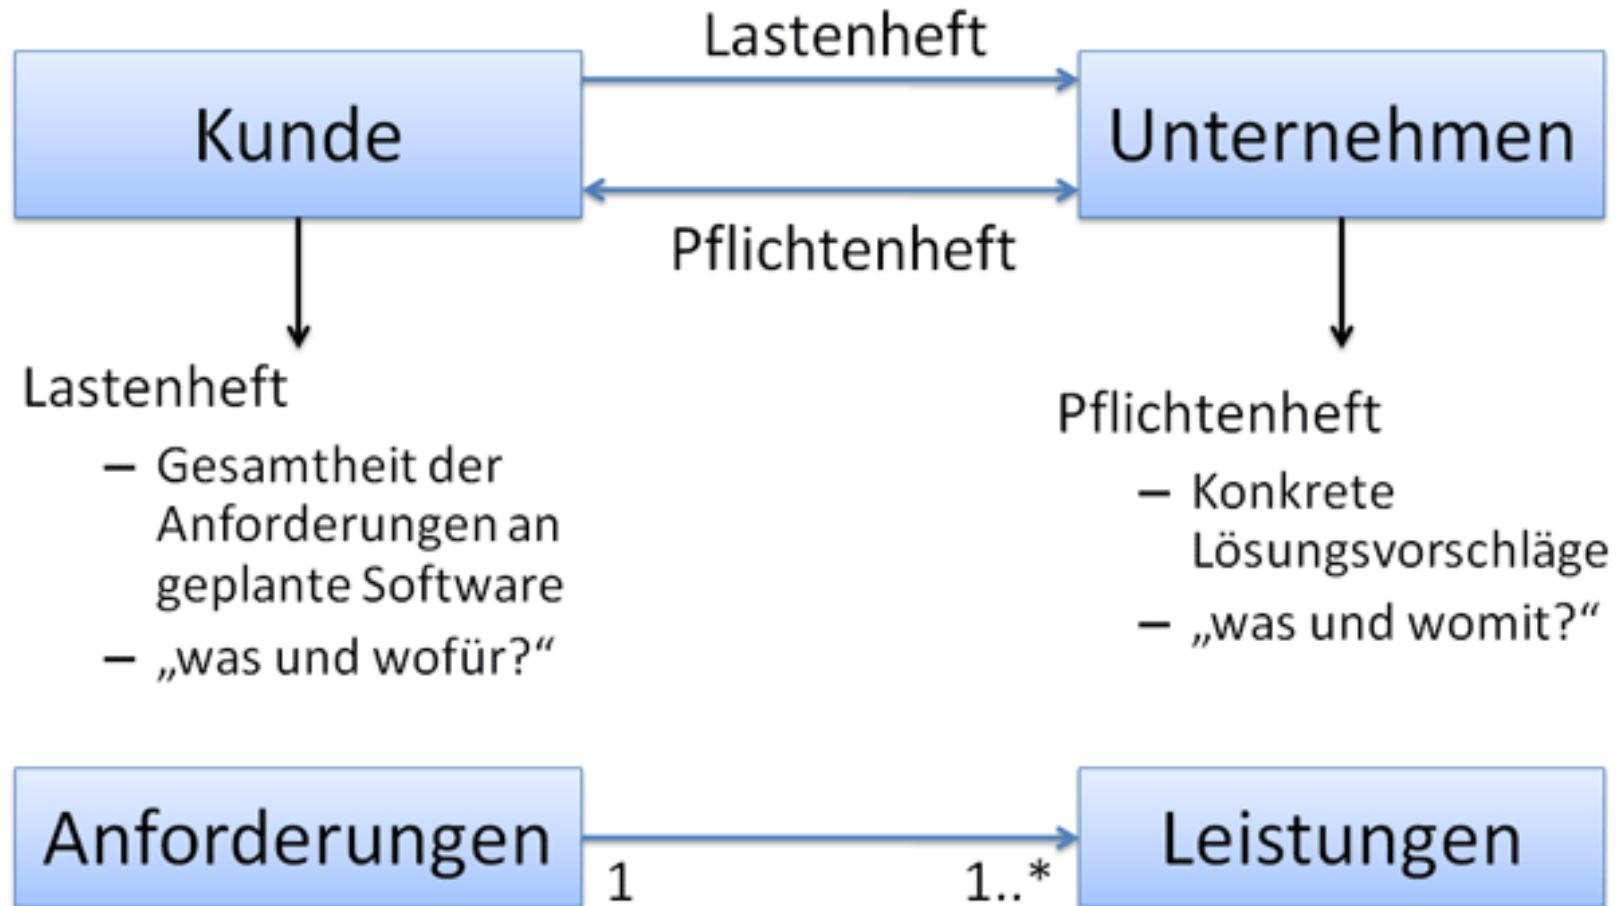 Lastenheft
Kunde
Unternehmen
Pflichtenheft
Lastenheft
– Gesamtheit der
Anforderungen an
geplante Software
– „was und wofür?“
Pflichtenheft
– Konkrete
Lösungsvorschläge
– „was und womit?“
Anforderungen
1
1..*
Leistungen